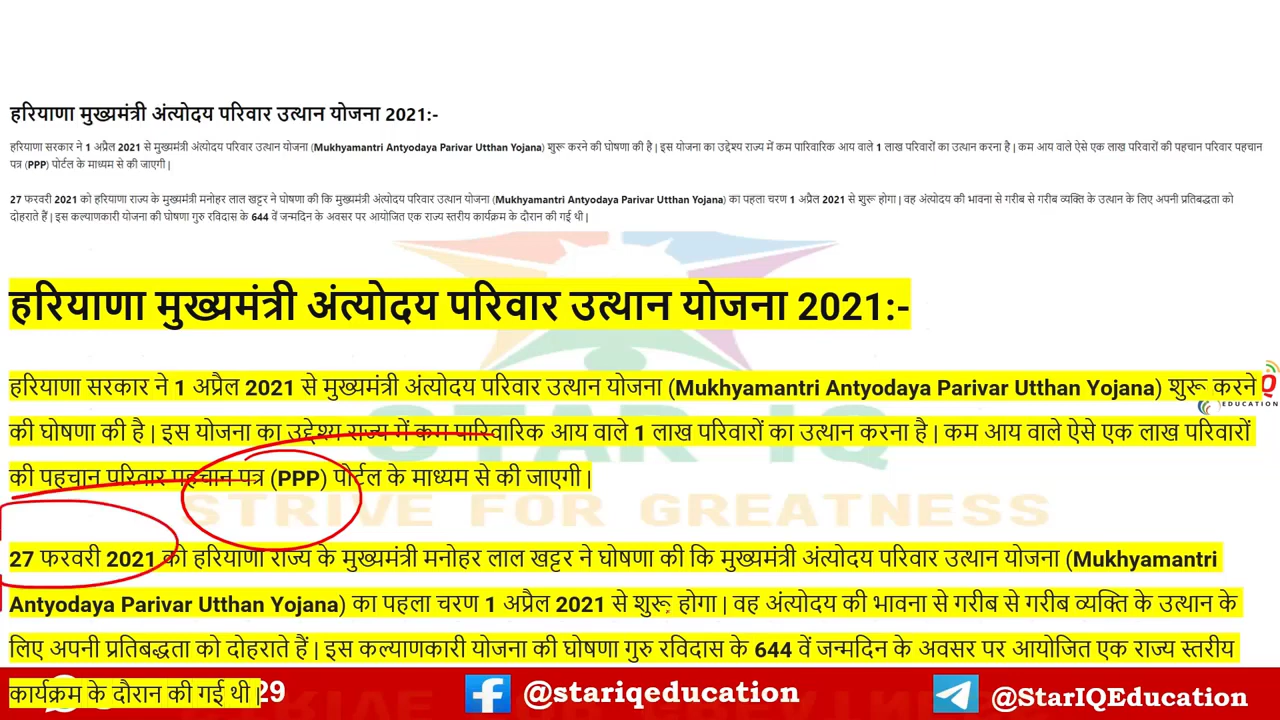 हरियाणा मुख्यमंत्री अंत्योदय परिवार उत्थान योजना 2021:-
हरियाणा सरकार ने 1 अप्रैल 2021 से मुख्यमंत्री अंत्योदय परिवार उत्थान योजना (Mukhyamantri Antyodaya Parivar Utthan Yojana) शुरू करने की घोषणा की है | इस योजना का उद्देश्य राज्य में कम पारिवारिक आय वाले 1 लाख परिवारों का उत्थान करना है | कम आय वाले ऐसे एक लाख परिवारों की पहचान परिवार पहचान
पत्र (PPP) पोर्टल के माध्यम से की जाएगी |
27 फरवरी 2021 को हरियाणा राज्य के मुख्यमंत्री मनोहर लाल खट्टर ने घोषणा की कि मुख्यमंत्री अंत्योदय परिवार उत्थान योजना (Mukhyamantri Antyodaya Parivar Utthan Yojana) का पहला चरण 1 अप्रैल 2021 से शुरू होगा | वह अंत्योदय की भावना से गरीब से गरीब व्यक्ति के उत्थान के लिए अपनी प्रतिबद्धता को
दोहराते हैं | इस कल्याणकारी योजना की घोषणा गुरु रविदास के 644 वें जन्मदिन के अवसर पर आयोजित एक राज्य स्तरीय कार्यक्रम के दौरान की गई थी |
हरियाणा मुख्यमंत्री अंत्योदय परिवार उत्थान योजना 2021:-
हरियाणा सरकार ने 1 अप्रैल 2021 से मुख्यमंत्री अंत्योदय परिवार उत्थान योजना (Mukhyamantri Antyodaya Parivar Utthan Yojana) शुरू करने
की घोषणा की है | इस योजना का उद्देश्य राज्य में कम पारिवारिक आय वाले 1 लाख परिवारों का उत्थान करना है | कम आय वाले ऐसे एक लाख परिवारों
की पहचान परिवार पहचान पत्र (PPP) पोर्टल के माध्यम से की जाएगी |
27 फरवरी 2021 को हरियाणा राज्य के मुख्यमंत्री मनोहर लाल खट्टर ने घोषणा की कि मुख्यमंत्री अंत्योदय परिवार उत्थान योजना (Mukhyamantri
Antyodaya Parivar Utthan Yojana) का पहला चरण 1 अप्रैल 2021 से शुरू होगा | वह अंत्योदय की भावना से गरीब से गरीब व्यक्ति के उत्थान के
लिए अपनी प्रतिबद्धता को दोहराते हैं | इस कल्याणकारी योजना की घोषणा गुरु रविदास के 644 वें जन्मदिन के अवसर पर आयोजित एक राज्य स्तरीय
कार्यक्रम के दौरान की गई थी |
STAR IQ
STRIVE FOR GREATNESS
EDUCATION
29
@stariqeducation
@StarIQEducation